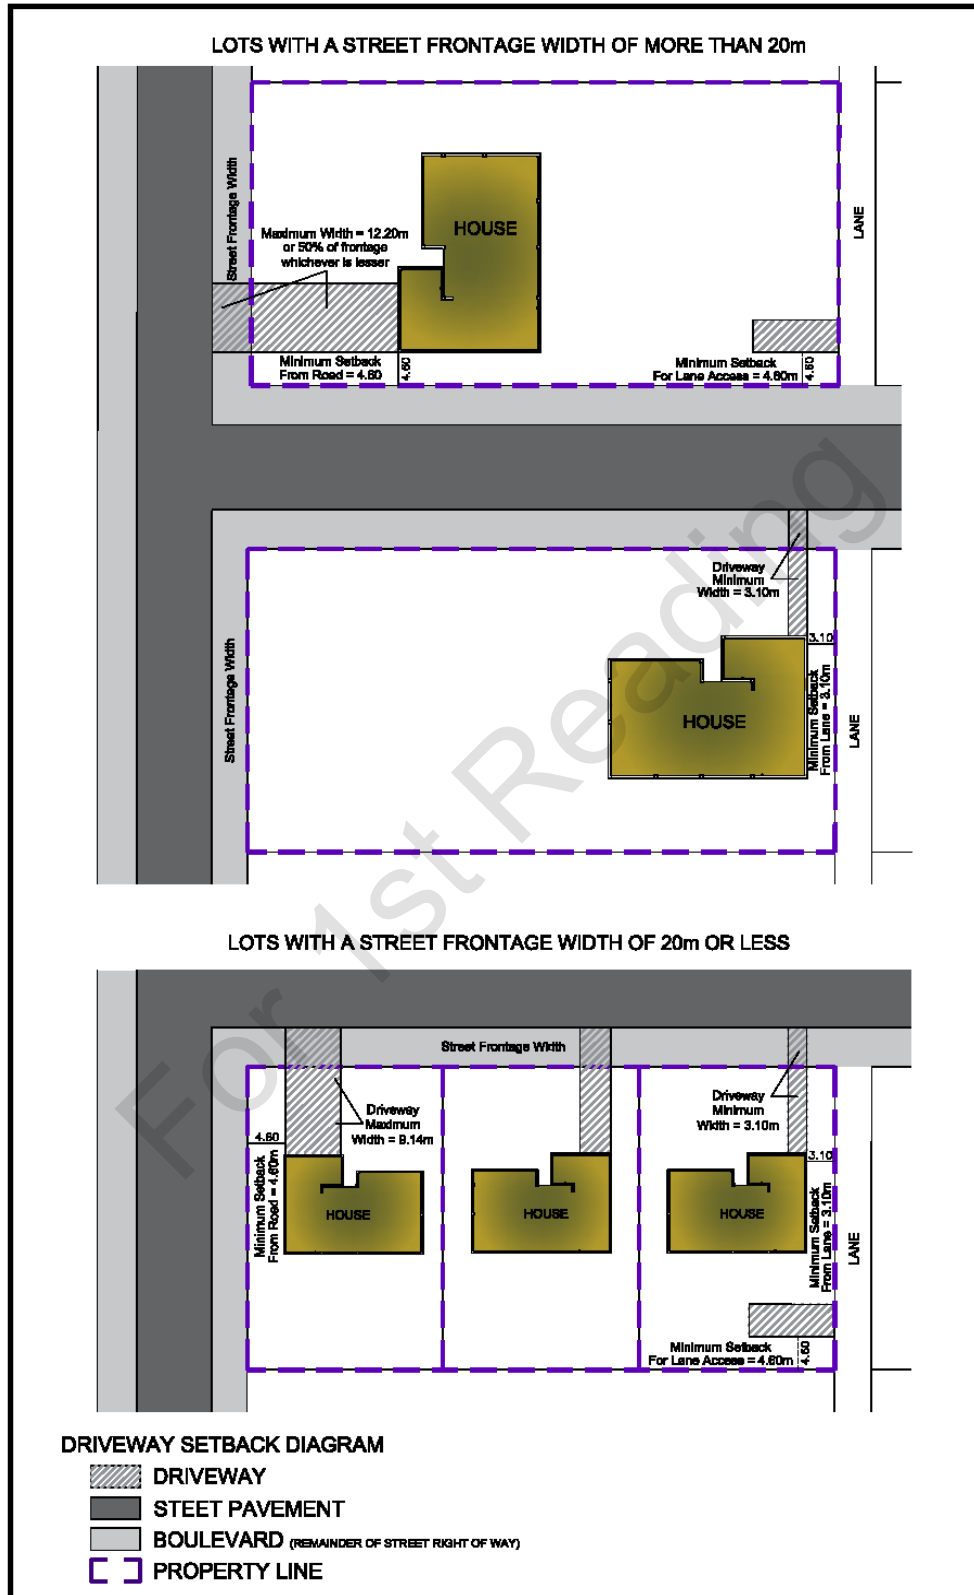 LOTS WITH A STREET FRONTAGE WIDTH OF MORE THAN 20m
Street Frontage Width
Maximum Width = 12.20m
or 50% of frontage
whichever is lesser
HOUSE
LANE
Minimum Setback
From Road = 4.60
4.60
Minimum Setback
For Lane Access = 4.60m
4.60
Driveway
Minimum
Width = 3.10m
3.10
Street Frontage Width
HOUSE
Minimum Setback
From Lane = 3.10m
LANE
For 1st Reading
LOTS WITH A STREET FRONTAGE WIDTH OF 20m OR LESS
Street Frontage Width
Driveway
Maximum
Width = 9.14m
Driveway
Minimum
Width = 3.10m
4.60
3.10
Minimum Setback
From Road = 4.60m
HOUSE
HOUSE
HOUSE
Minimum Setback
From Lane = 3.10m
LANE
Minimum Setback
For Lane Access = 4.60m
4.60
DRIVEWAY SETBACK DIAGRAM
DRIVEWAY
STEET PAVEMENT
BOULEVARD (REMAINDER OF STREET RIGHT OF WAY)
PROPERTY LINE